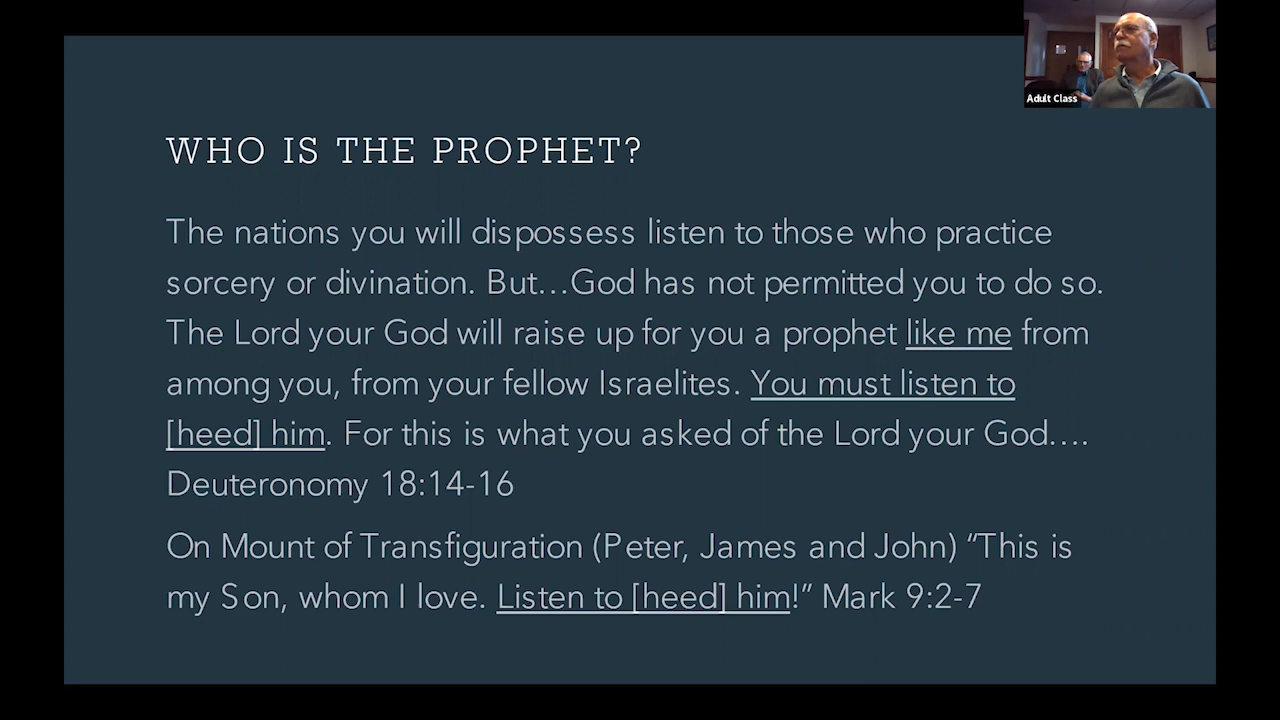 Adult Class
WHO IS THE PROPHET?
The nations you will dispossess listen to those who practice
sorcery or divination. But…God has not permitted you to do so.
The Lord your God will raise up for you a prophet like me from
among you, from your fellow Israelites. You must listen to
[heed] him. For this is what you asked of the Lord your God….
Deuteronomy 18:14-16
On Mount of Transfiguration (Peter, James and John) “This is
my Son, whom I love. Listen to [heed] him!” Mark 9:2-7